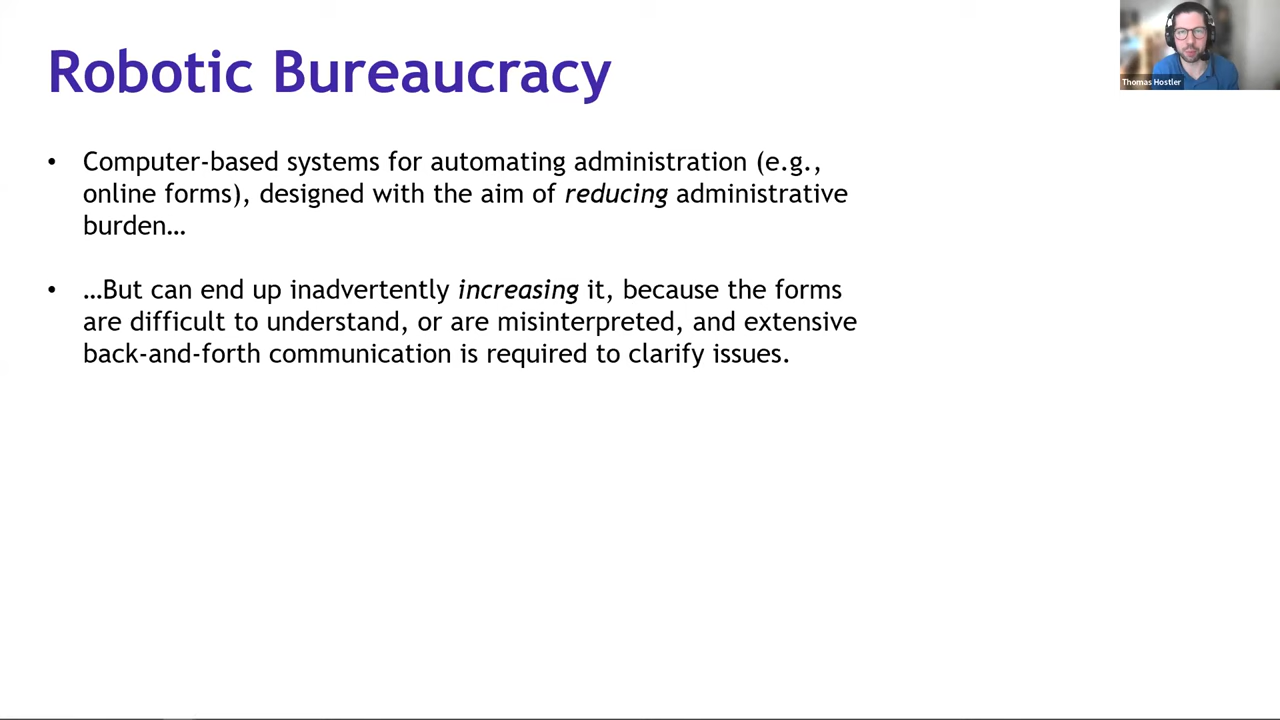 Robotic Bureaucracy
Thomas Hostler
• Computer-based systems for automating administration (e.g.,
online forms), designed with the aim of reducing administrative
burden…
• …But can end up inadvertently increasing it, because the forms
are difficult to understand, or are misinterpreted, and extensive
back-and-forth communication is required to clarify issues.